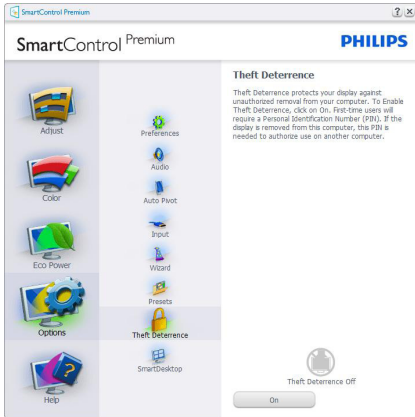 SmartControl Premium
SmartControl Premium
PHILIPS
Adjust
Color
Eco Power
Options
Help
Preferences
Audio
Auto Pivot
Input
Wizard
Presets
Theft Deterrence
SmartDesktop
Theft Deterrence
Theft Deterrence protects your display against
unauthorized removal from your computer. To Enable
Theft Deterrence, click on On. First-time users will
require a Personal Identification Number (PIN). If the
display is removed from this computer, this PIN is
needed to authorize use on another computer.
Theft Deterrence Off
On